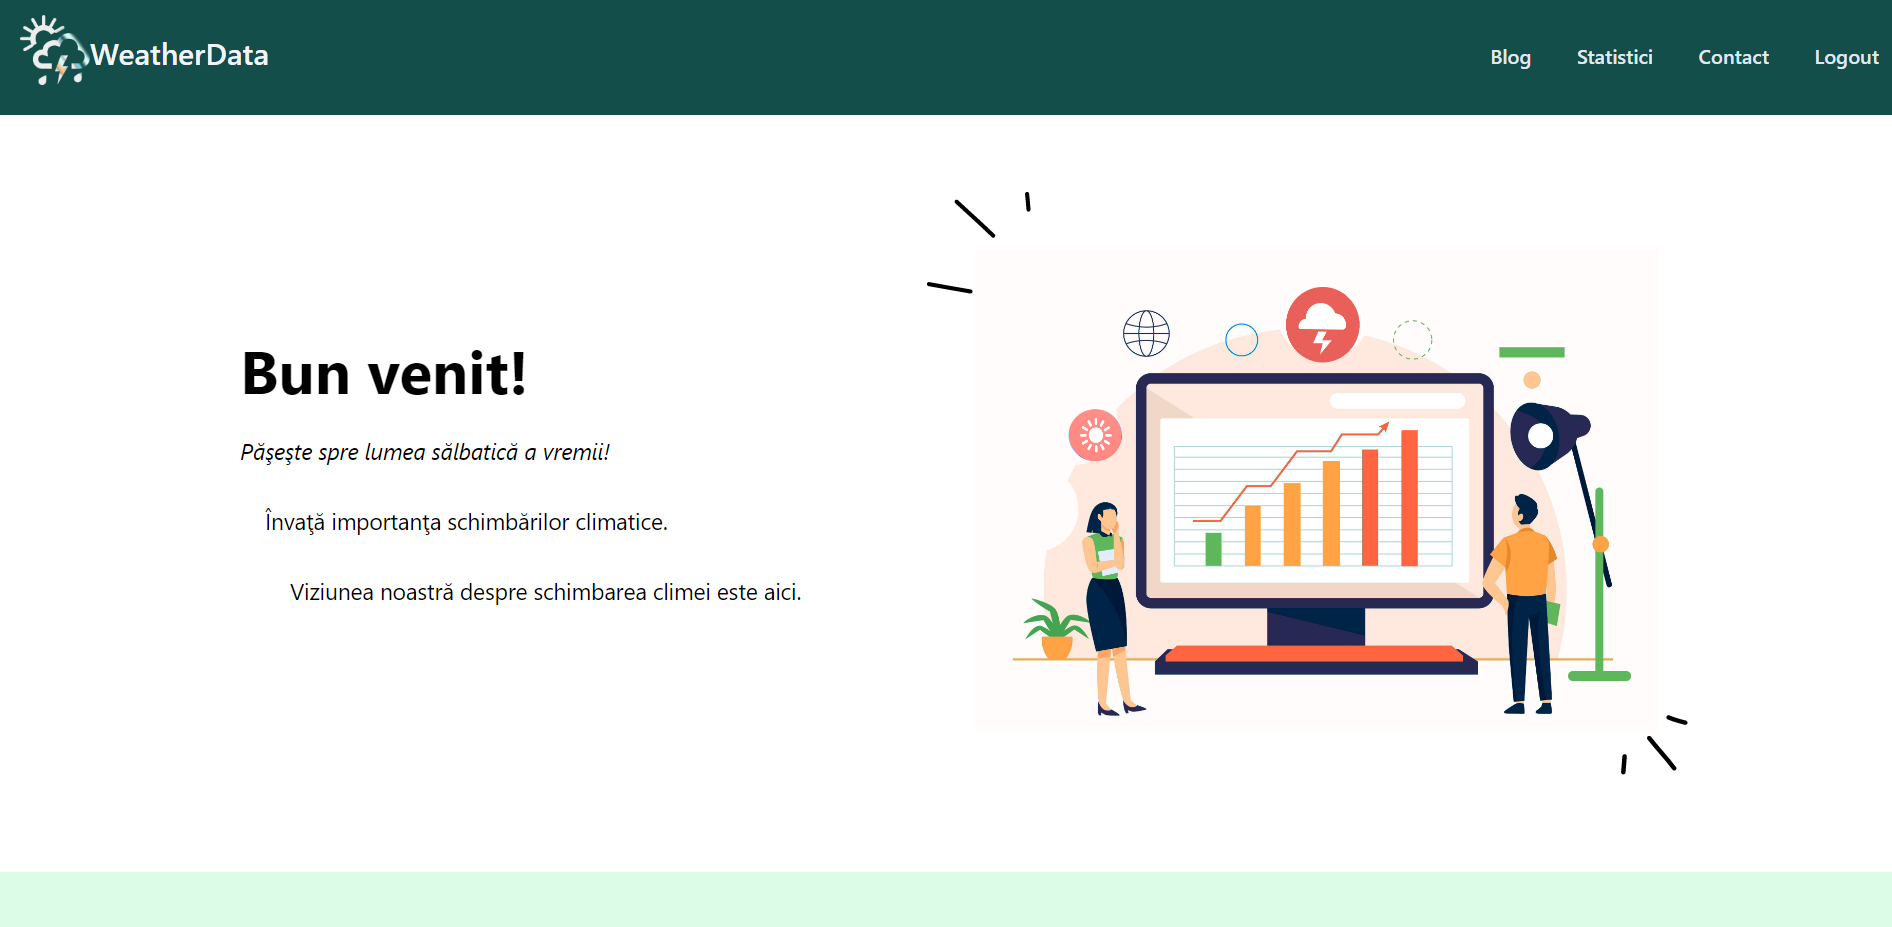 WeatherData
Blog Statistici Contact Logout
Bun venit!
Păşeşte spre lumea sălbatică a vremii!
Învaţă importanţa schimbărilor climatice.
Viziunea noastră despre schimbarea climei este aici.